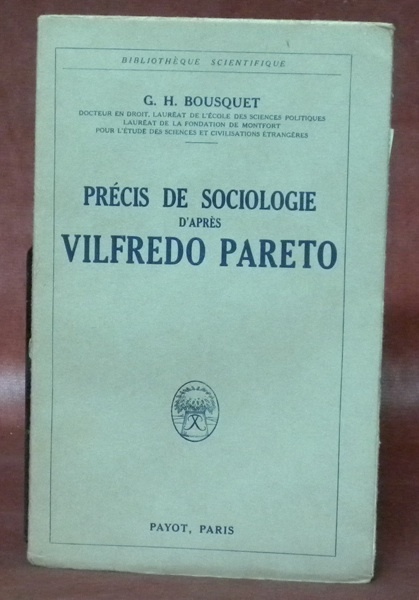 BIBLIOTHÈQUE SCIENTIFIQUE
G. H. BOUSQUET
DOCTEUR EN DROIT, LAURÉAT DE L'ÉCOLE DES SCIENCES POLITIQUES
LAURÉAT DE LA FONDATION DE MONTFORT
POUR L'ÉTUDE DES SCIENCES ET CIVILISATIONS ÉTRANGÈRES
PRÉCIS DE SOCIOLOGIE
D'APRÈS
VILFREDO PARETO
PAYOT, PARIS